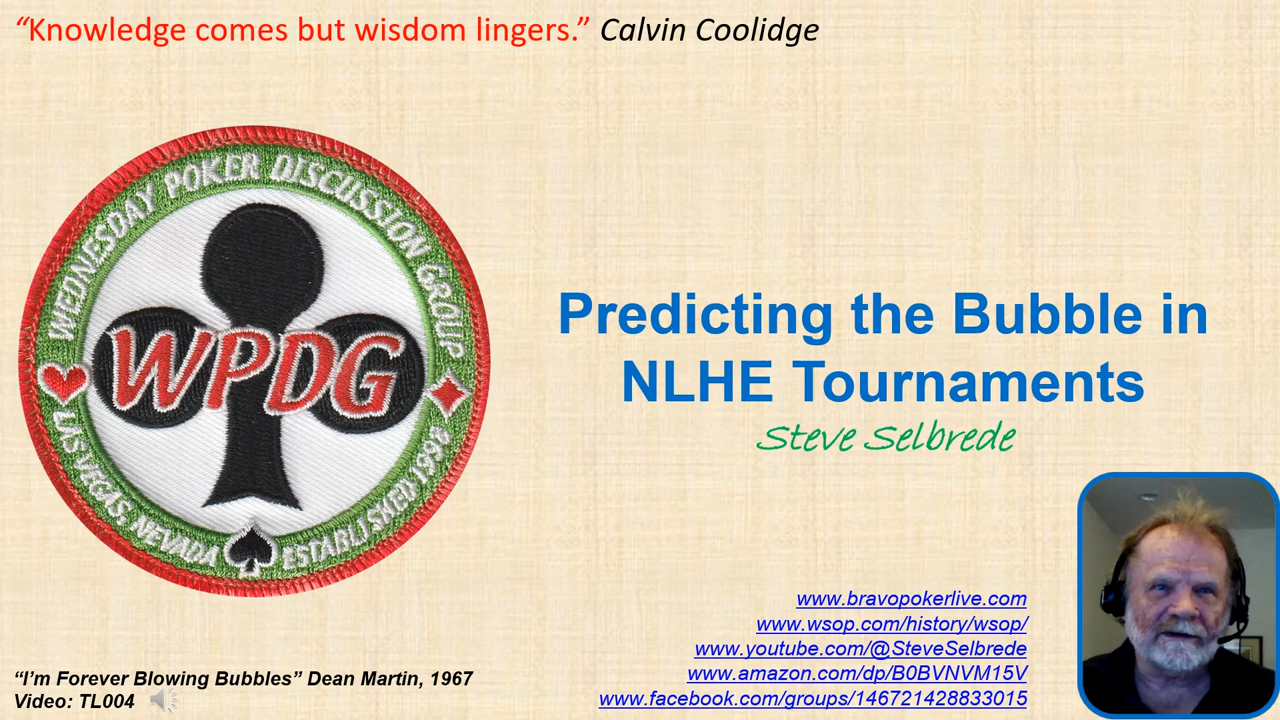 “Knowledge comes but wisdom lingers.” Calvin Coolidge
WEDNESDAY POKER DISCUSSION GROUP
WPDG
LAS VEGAS, NEVADA
ESTABLISHED 1998
Predicting the Bubble in
NLHE Tournaments
Steve Selbrede
www.bravopokerlive.com
www.wsop.com/history/wsop/
www.youtube.com/@SteveSelbrede
www.amazon.com/dp/B0BVNVM15V
www.facebook.com/groups/146721428833015
“I’m Forever Blowing Bubbles” Dean Martin, 1967
Video: TL004